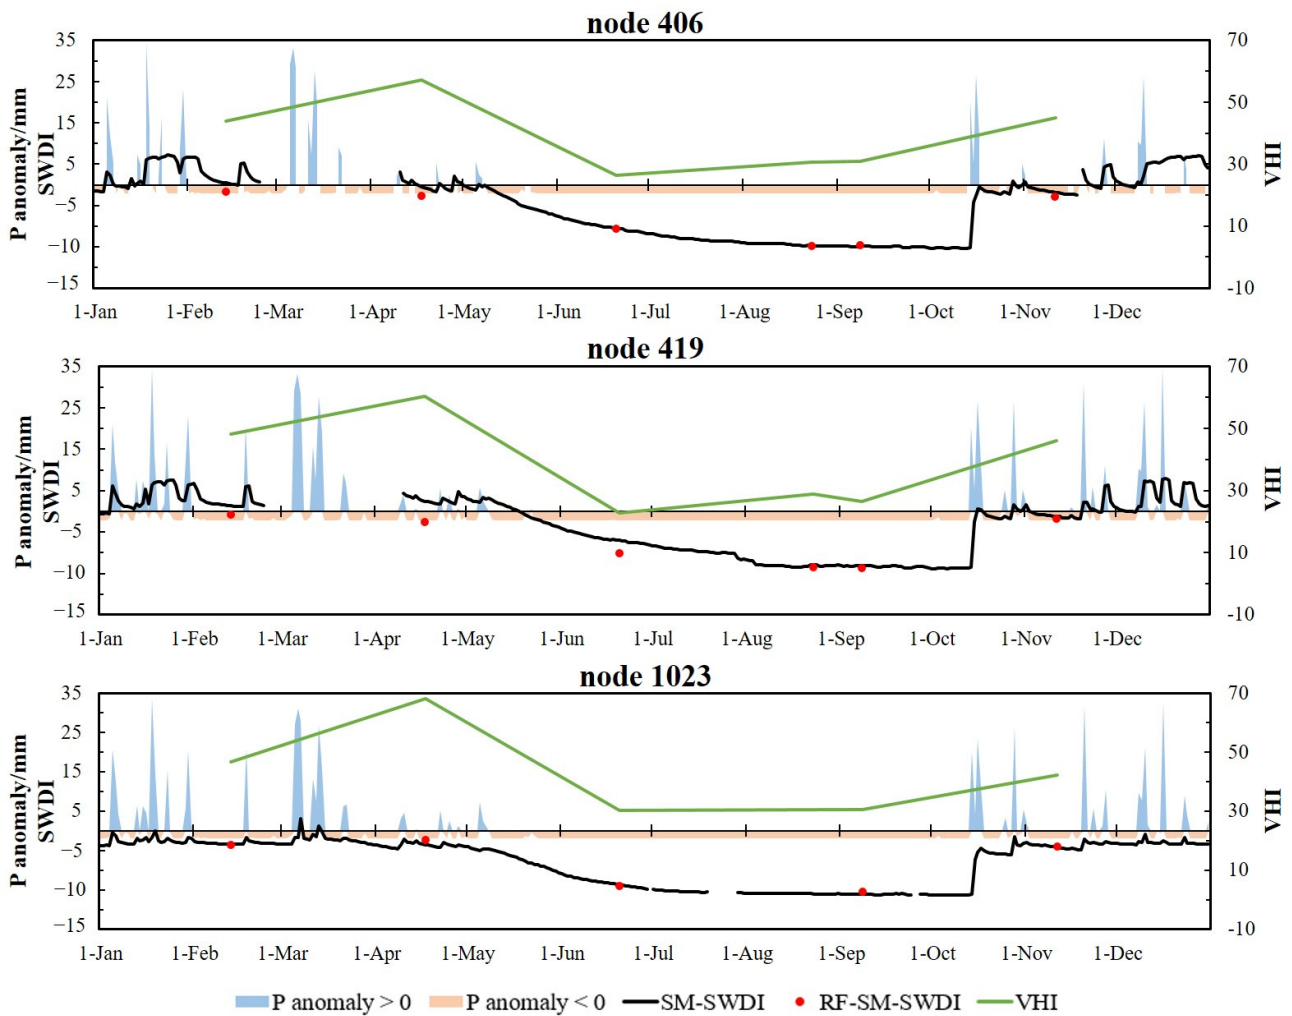 node 406
35
25
15
5
−5
−10
−15
P anomaly/mm
SWDI
70
50
30
10
-10
VHI
1-Jan 1-Feb 1-Mar 1-Apr 1-May 1-Jun 1-Jul 1-Aug 1-Sep 1-Oct 1-Nov 1-Dec
node 419
35
25
15
5
−5
−10
−15
P anomaly/mm
SWDI
70
50
30
10
-10
VHI
1-Jan 1-Feb 1-Mar 1-Apr 1-May 1-Jun 1-Jul 1-Aug 1-Sep 1-Oct 1-Nov 1-Dec
node 1023
35
25
15
5
−5
−10
−15
P anomaly/mm
SWDI
70
50
30
10
-10
VHI
1-Jan 1-Feb 1-Mar 1-Apr 1-May 1-Jun 1-Jul 1-Aug 1-Sep 1-Oct 1-Nov 1-Dec
P anomaly > 0 P anomaly < 0 SM-SWDI RF-SM-SWDI VHI